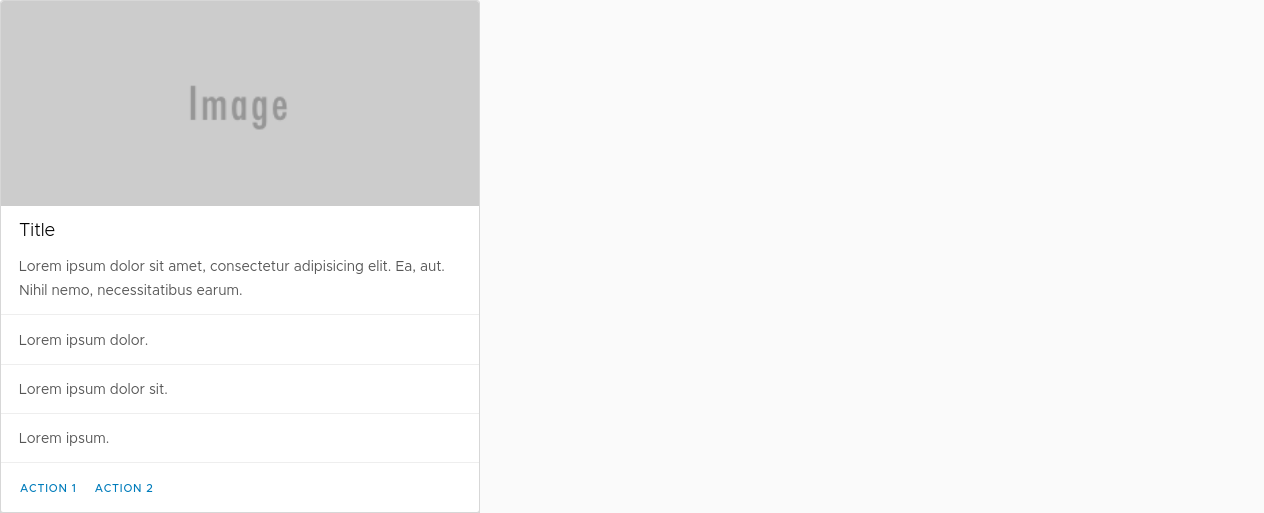 Image
Title
Lorem ipsum dolor sit amet, consectetur adipisicing elit. Ea, aut.
Nihil nemo, necessitatibus earum.
Lorem ipsum dolor.
Lorem ipsum dolor sit.
Lorem ipsum.
ACTION 1 ACTION 2